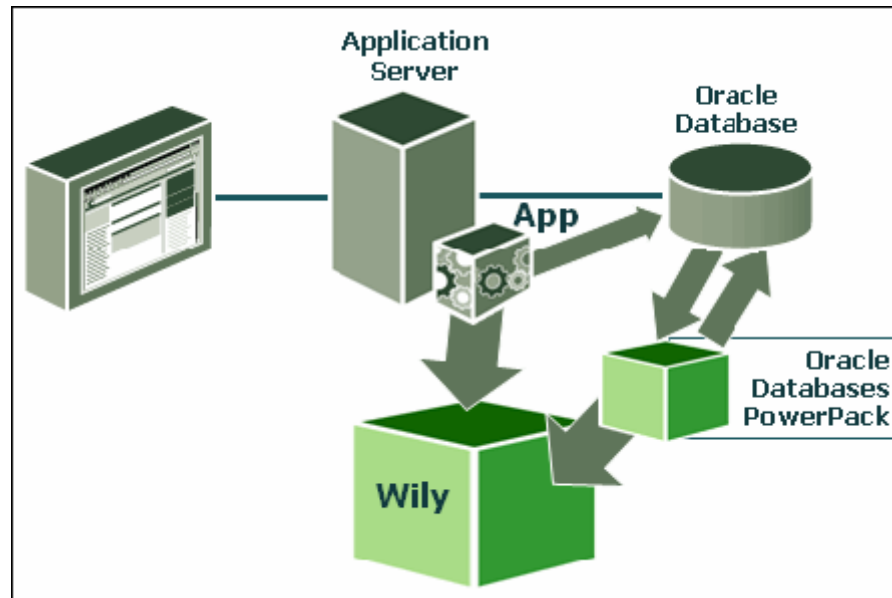 Application
Server
Oracle
Database
App
Oracle
Databases
PowerPack
Wily